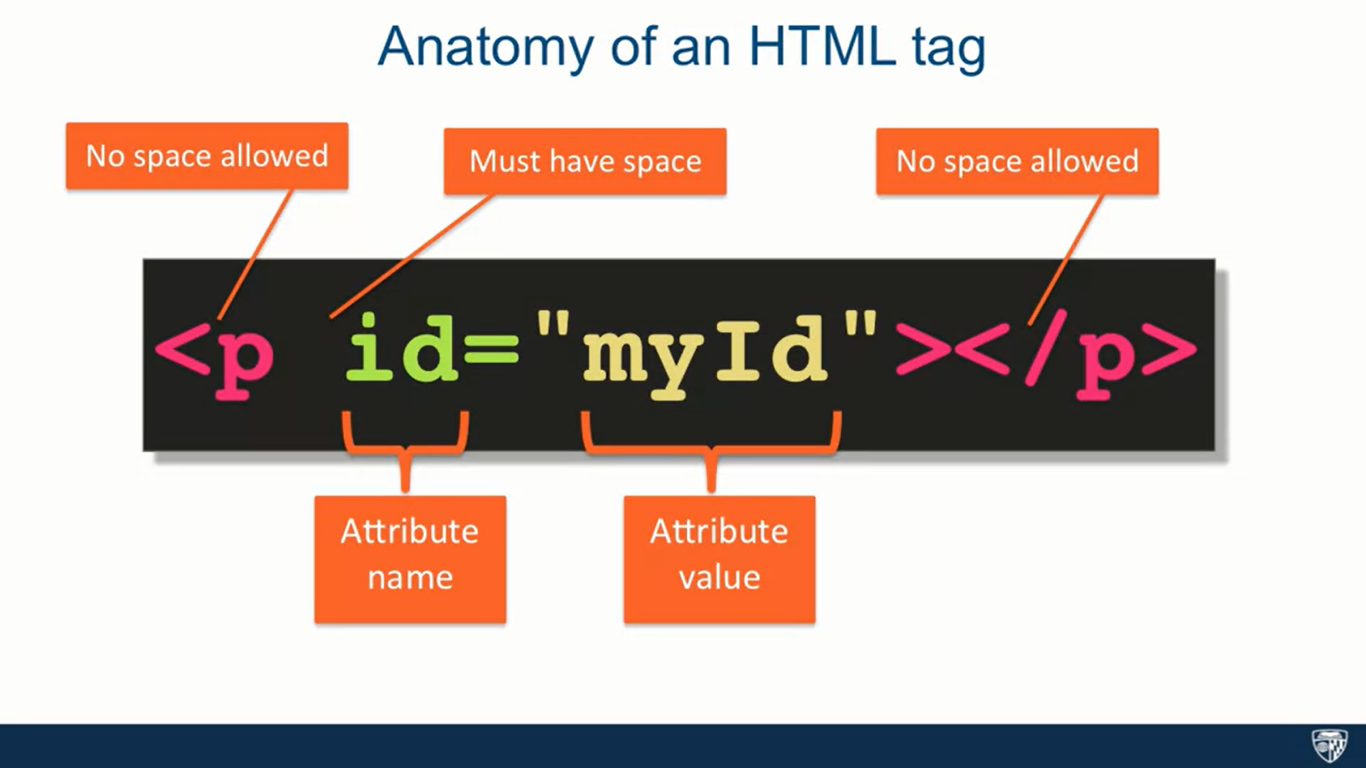 Anatomy of an HTML tag
No space allowed
Must have space
No space allowed
<p id="myId"></p>
Attribute
name
Attribute
value